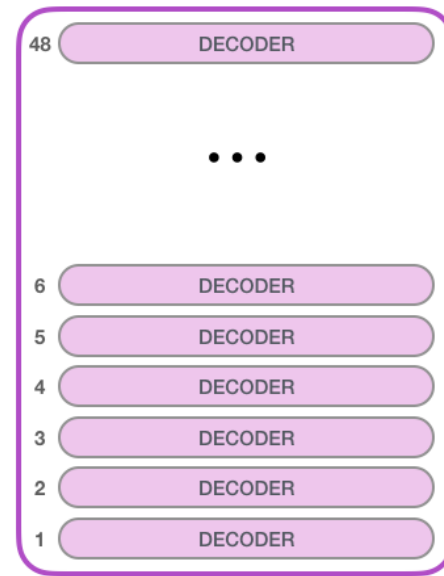 48 DECODER
• • •
6 DECODER
5 DECODER
4 DECODER
3 DECODER
2 DECODER
1 DECODER